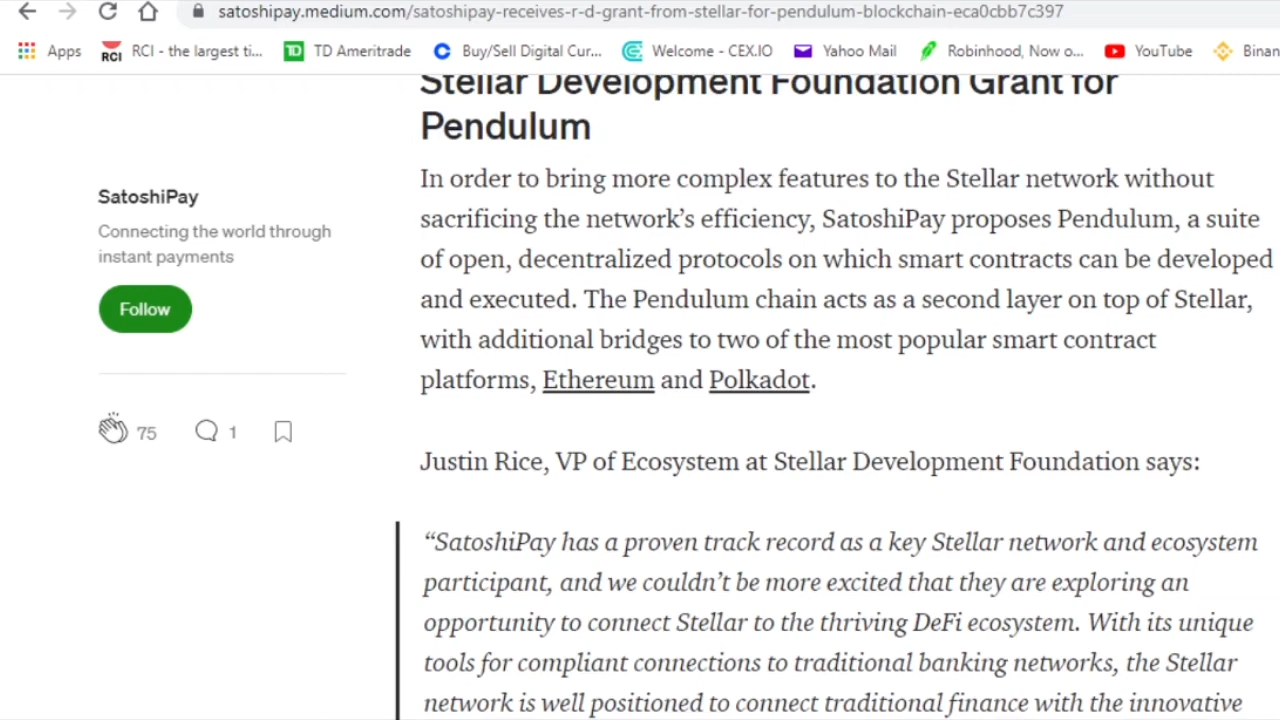 satoshipay.medium.com/satoshipay-receives-r-d-grant-from-stellar-for-pendulum-blockchain-eca0cbb7c397
Apps RCI RCI - the largest ti... TD TD Ameritrade Buy/Sell Digital Cur... Welcome - CEX.IO Yahoo Mail Robinhood, Now o... YouTube Binan
Stellar Development Foundation Grant for
Pendulum
SatoshiPay
Connecting the world through
instant payments
Follow
75 1
In order to bring more complex features to the Stellar network without
sacrificing the network’s efficiency, SatoshiPay proposes Pendulum, a suite
of open, decentralized protocols on which smart contracts can be developed
and executed. The Pendulum chain acts as a second layer on top of Stellar,
with additional bridges to two of the most popular smart contract
platforms, Ethereum and Polkadot.
Justin Rice, VP of Ecosystem at Stellar Development Foundation says:
“SatoshiPay has a proven track record as a key Stellar network and ecosystem
participant, and we couldn’t be more excited that they are exploring an
opportunity to connect Stellar to the thriving DeFi ecosystem. With its unique
tools for compliant connections to traditional banking networks, the Stellar
network is well positioned to connect traditional finance with the innovative